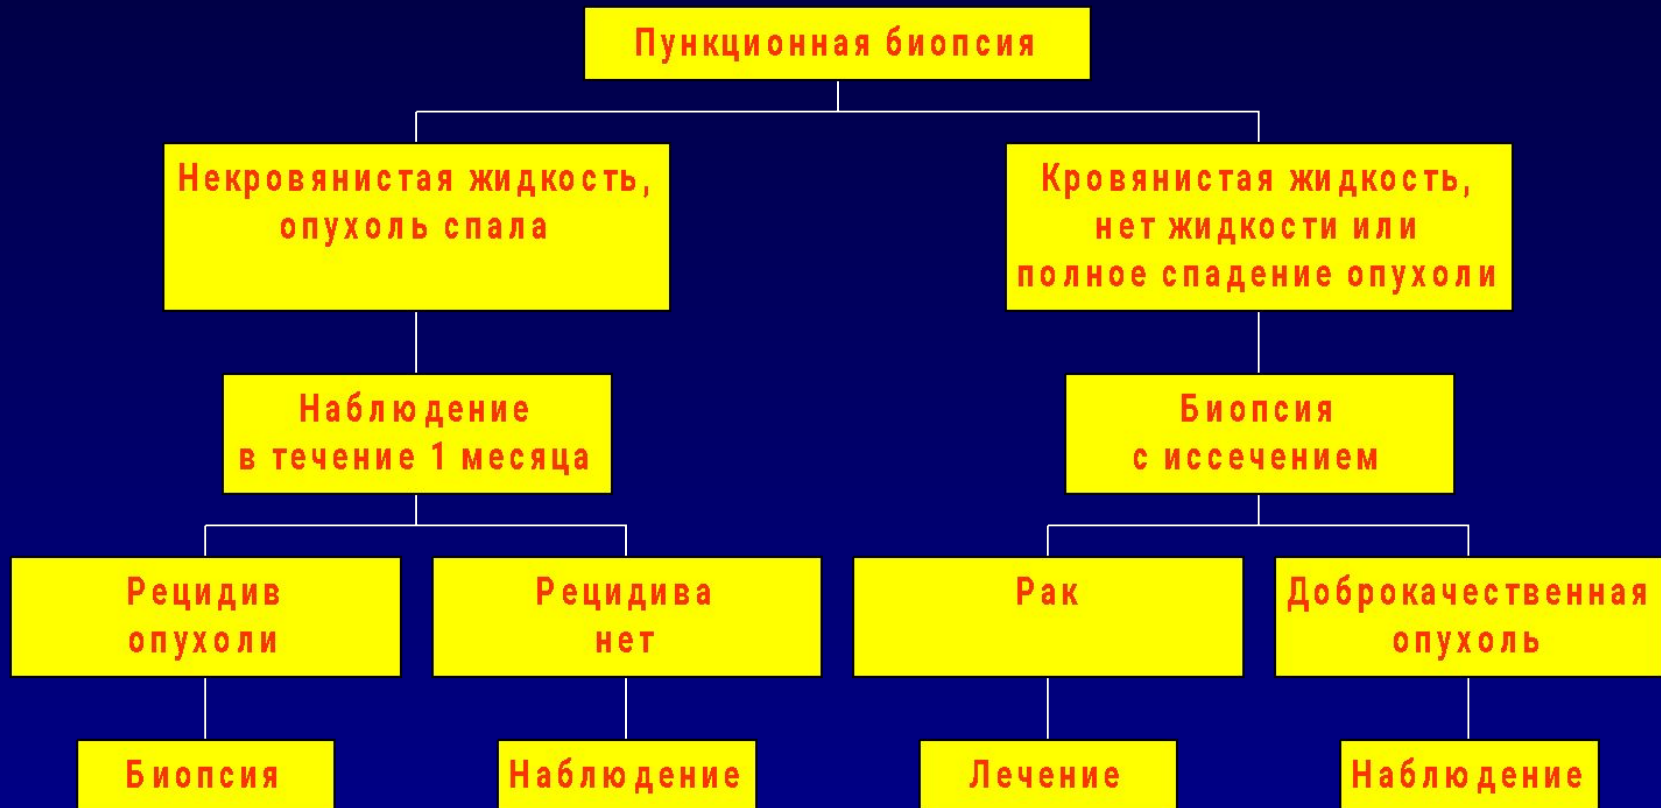 Пункционная биопсия
Некровянистая жидкость,
опухоль спала
Кровянистая жидкость,
нет жидкости или
полное спадение опухоли
Наблюдение
в течение 1 месяца
Биопсия
с иссечением
Рецидив
опухоли
Рецидива
нет
Рак
Доброкачественная
опухоль
Биопсия
Наблюдение
Лечение
Наблюдение